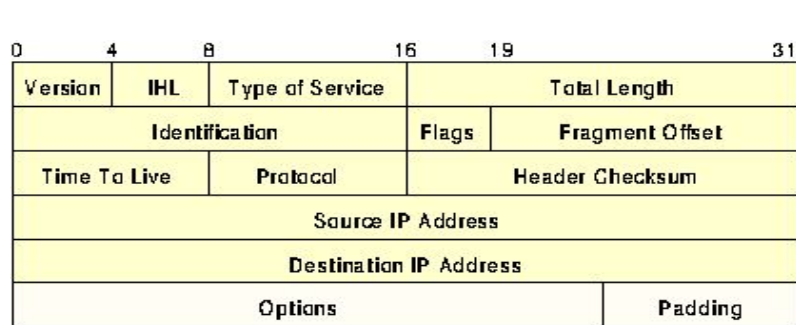 0 4 8 16 19 31
Version IHL Type of Service Total Length
Identification Flags Fragment Offset
Time To Live Protocol Header Checksum
Source IP Address
Destination IP Address
Options Padding